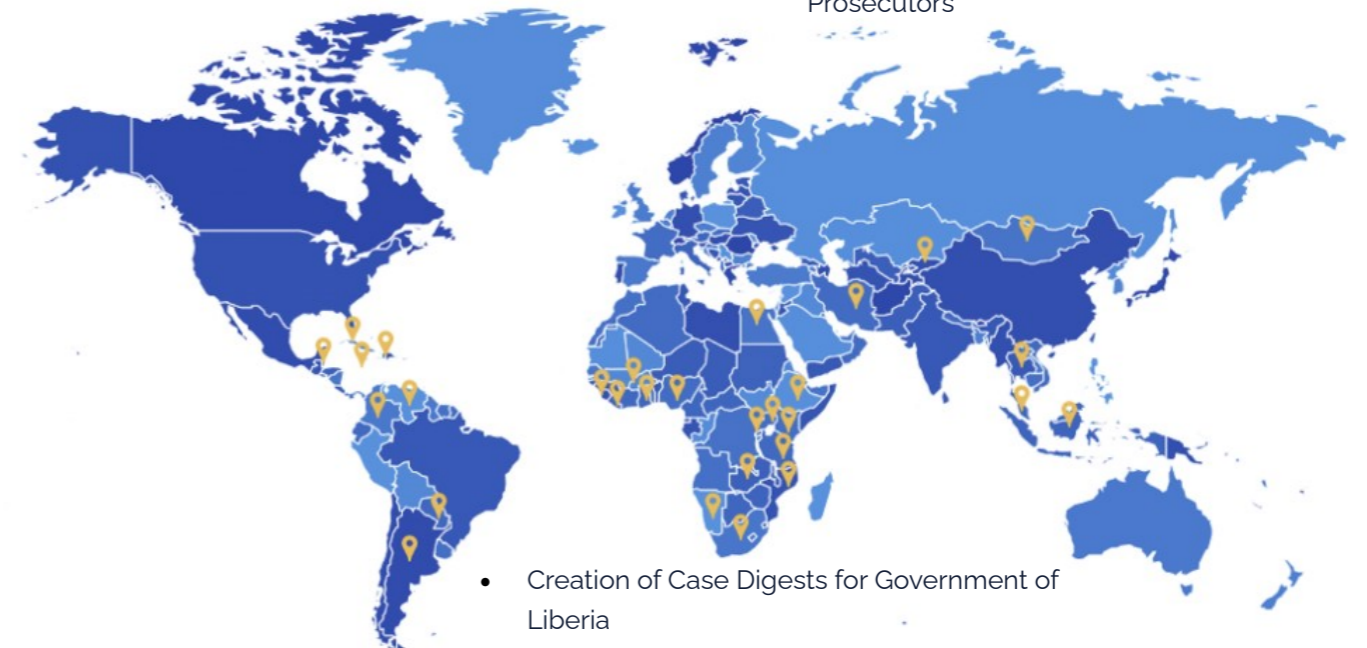 Prosecutors
• Creation of Case Digests for Government of
Liberia